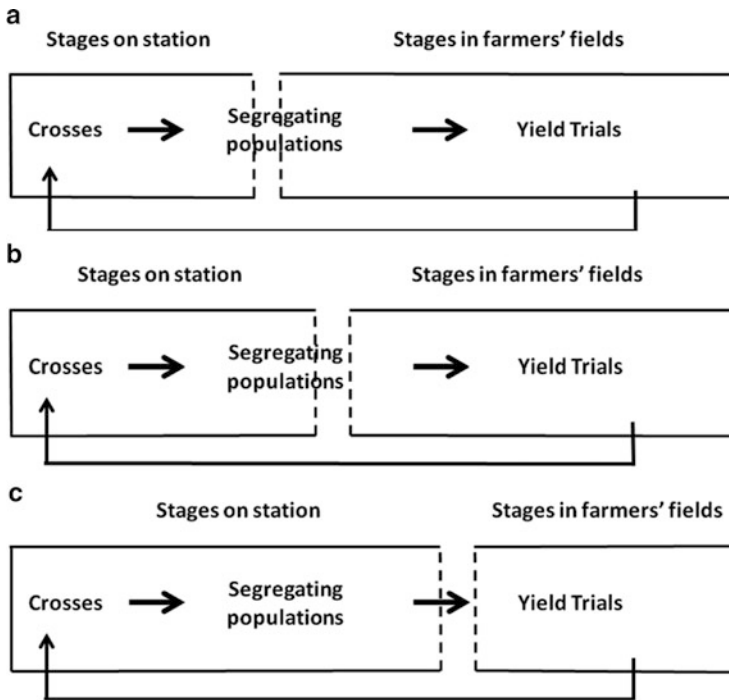 a
Stages on station
Stages in farmers' fields
Crosses
Segregating
populations
Yield Trials
b
Stages on station
Stages in farmers' fields
Crosses
Segregating
populations
Yield Trials
c
Stages on station
Stages in farmers' fields
Crosses
Segregating
populations
Yield Trials